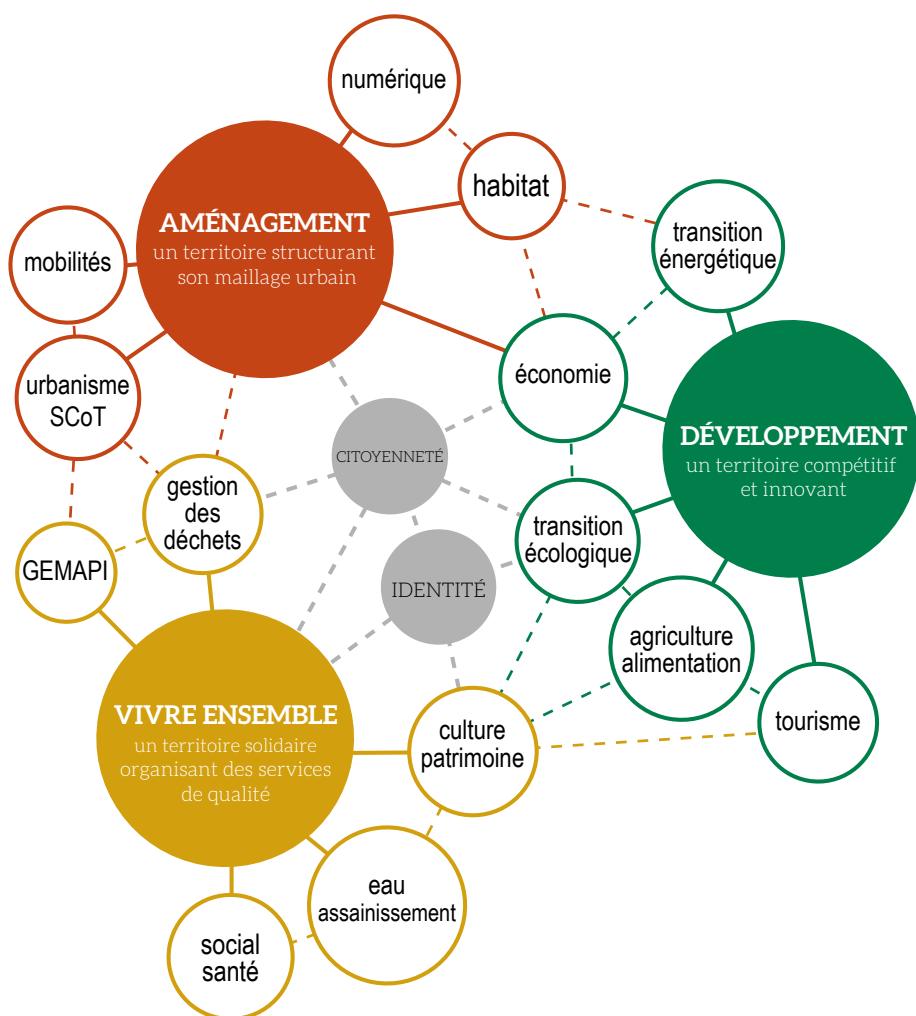 numérique
habitat
AMÉNAGEMENT
un territoire structurant
son maillage urbain
mobilités
transition
énergétique
urbanisme
SCoT
économie
DÉVELOPPEMENT
un territoire compétitif
et innovant
CITOYENNETÉ
gestion
des
déchets
transition
écologique
GEMAPI
IDENTITÉ
agriculture
alimentation
VIVRE ENSEMBLE
un territoire solidaire
organisant des services
de qualité
culture
patrimoine
tourisme
eau
assainissement
social
santé